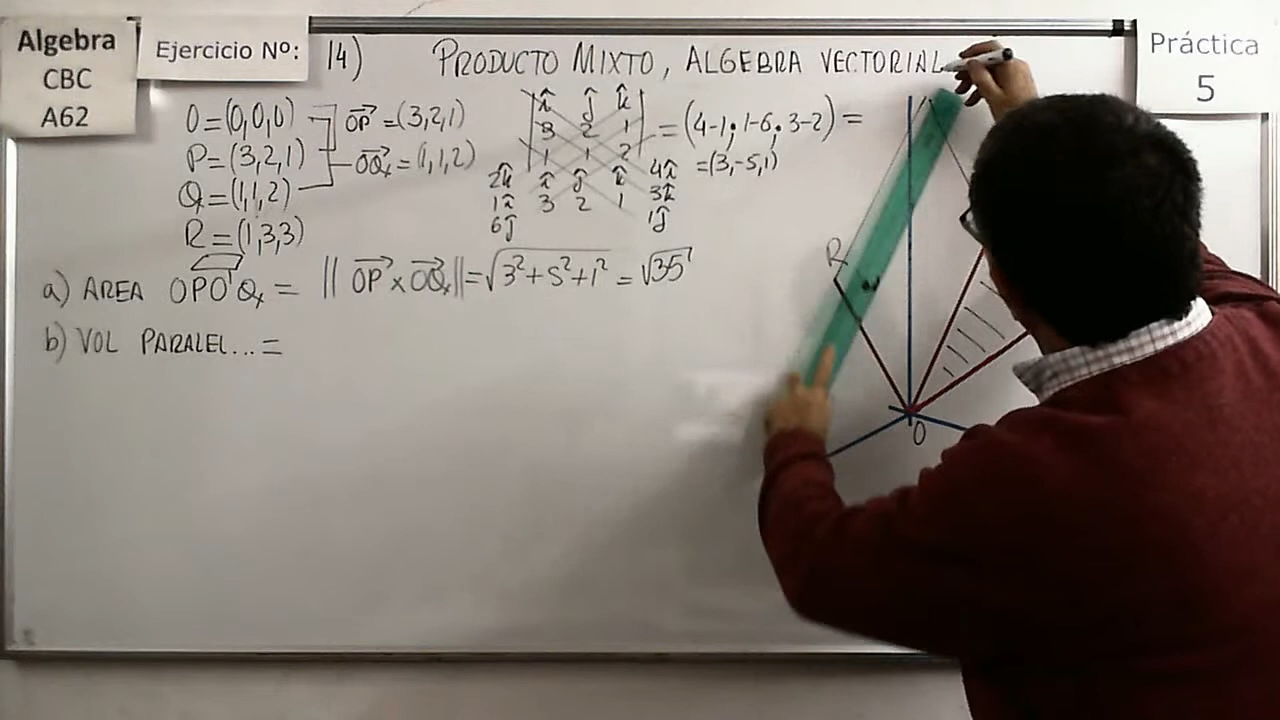 Algebra
CBC
A62
Ejercicio Nº: 14)
PRODUCTO MIXTO, ALGEBRA VECTORIAL
Práctica
5
O=(0,0,0)
P=(3,2,1)
Q=(1,1,2)
R=(1,3,3)
OP=(3,2,1)
OQ=(1,1,2)
î ĵ k̂
3 2 1
1 1 2
2k̂ î ĵ k̂ 4î
1î 3 2 1 3k̂
6ĵ 1ĵ
=(4-1; 1-6; 3-2)=
=(3,-5,1)
a) AREA OPO'Q = ||OP×OQ||=√3²+5²+1² = √35
b) VOL PARALEL...=
R
O